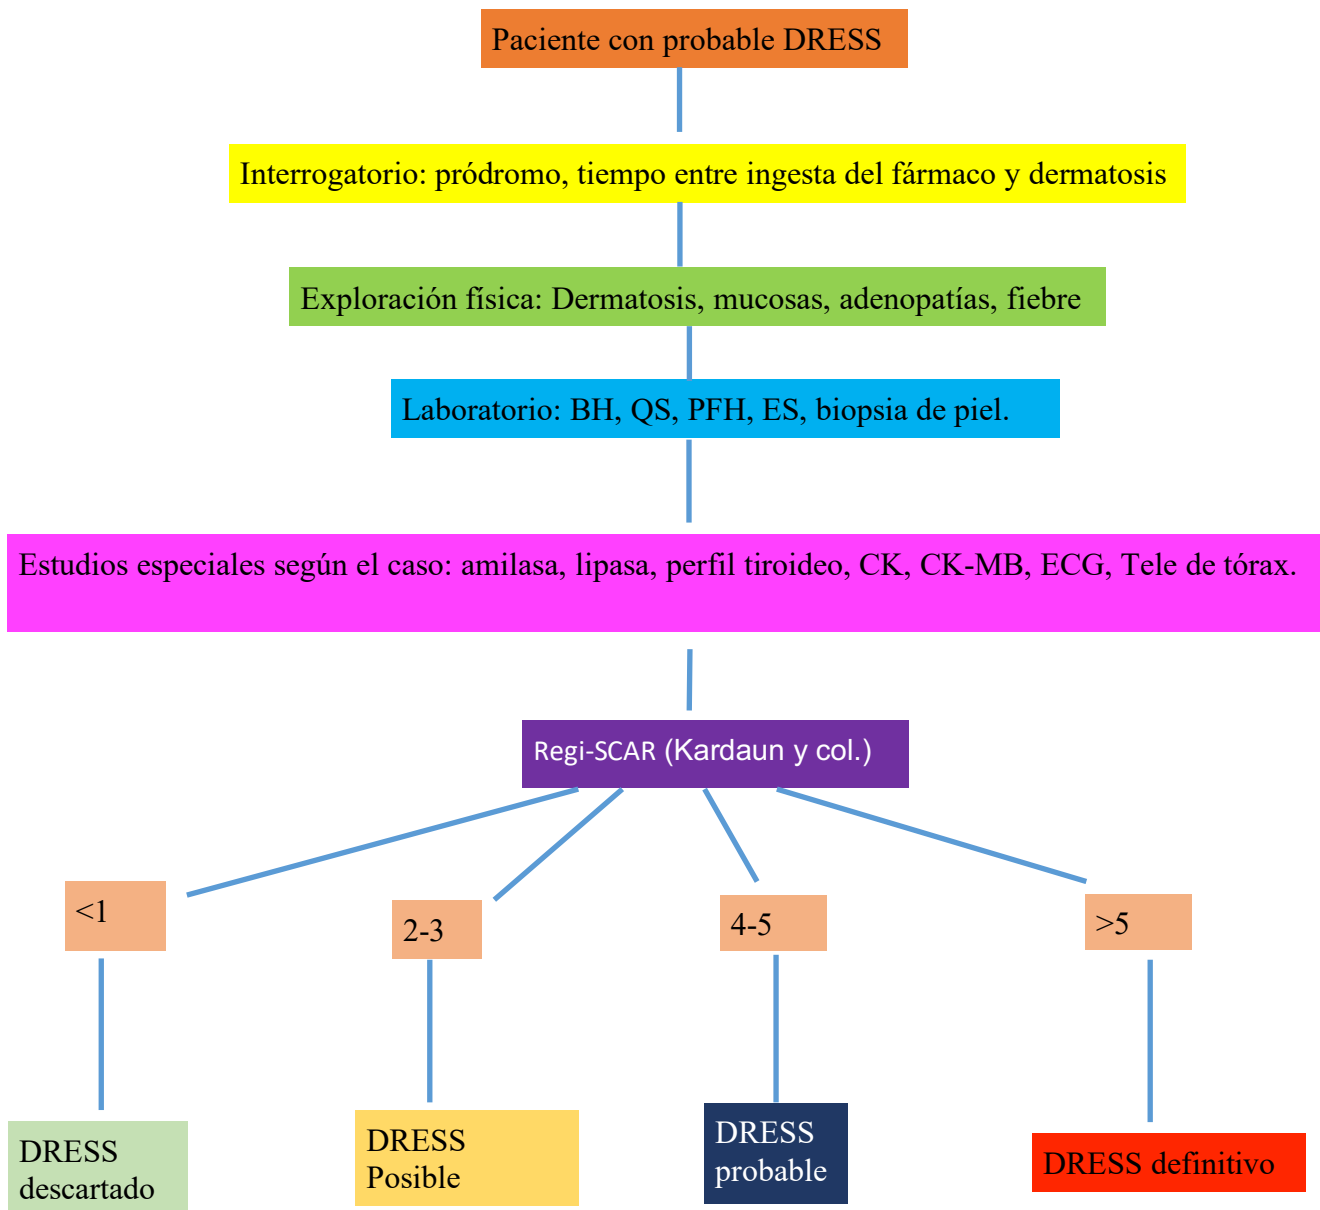 Paciente con probable DRESS
Interrogatorio: pródromo, tiempo entre ingesta del fármaco y dermatosis
Exploración física: Dermatosis, mucosas, adenopatías, fiebre
Laboratorio: BH, QS, PFH, ES, biopsia de piel.
Estudios especiales según el caso: amilasa, lipasa, perfil tiroideo, CK, CK-MB, ECG, Tele de tórax.
Regi-SCAR (Kardaun y col.)
<1
2-3
4-5
>5
DRESS
descartado
DRESS
Posible
DRESS
probable
DRESS definitivo